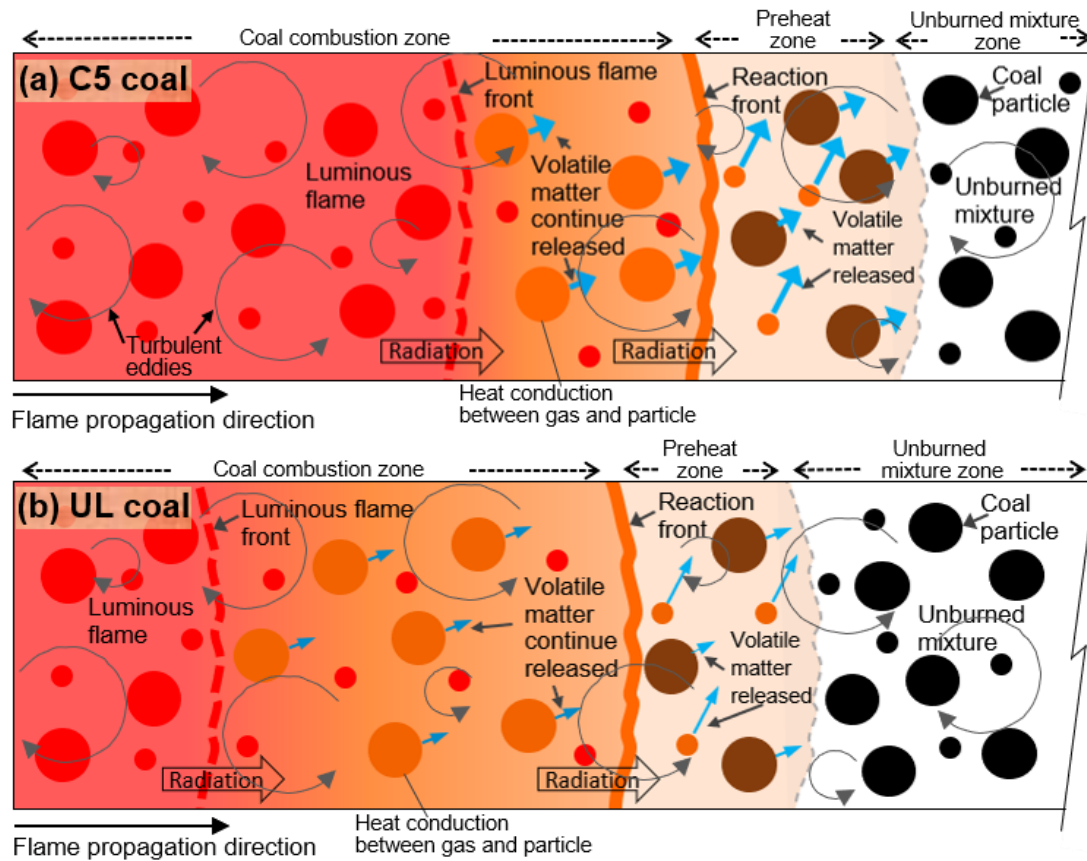 Coal combustion zone
Preheat
zone
Unburned mixture
zone
(a) C5 coal
Luminous flame
front
Reaction
front
Coal
particle
Luminous
flame
Volatile
matter
continue
released
Volatile
matter
released
Unburned
mixture
Turbulent
eddies
Radiation
Radiation
Flame propagation direction
Heat conduction
between gas and particle
Coal combustion zone
Preheat
zone
Unburned
mixture zone
(b) UL coal
Luminous flame
front
Reaction
front
Coal
particle
Luminous
flame
Volatile
matter
continue
released
Volatile
matter
released
Unburned
mixture
Radiation
Radiation
Flame propagation direction
Heat conduction
between gas and particle